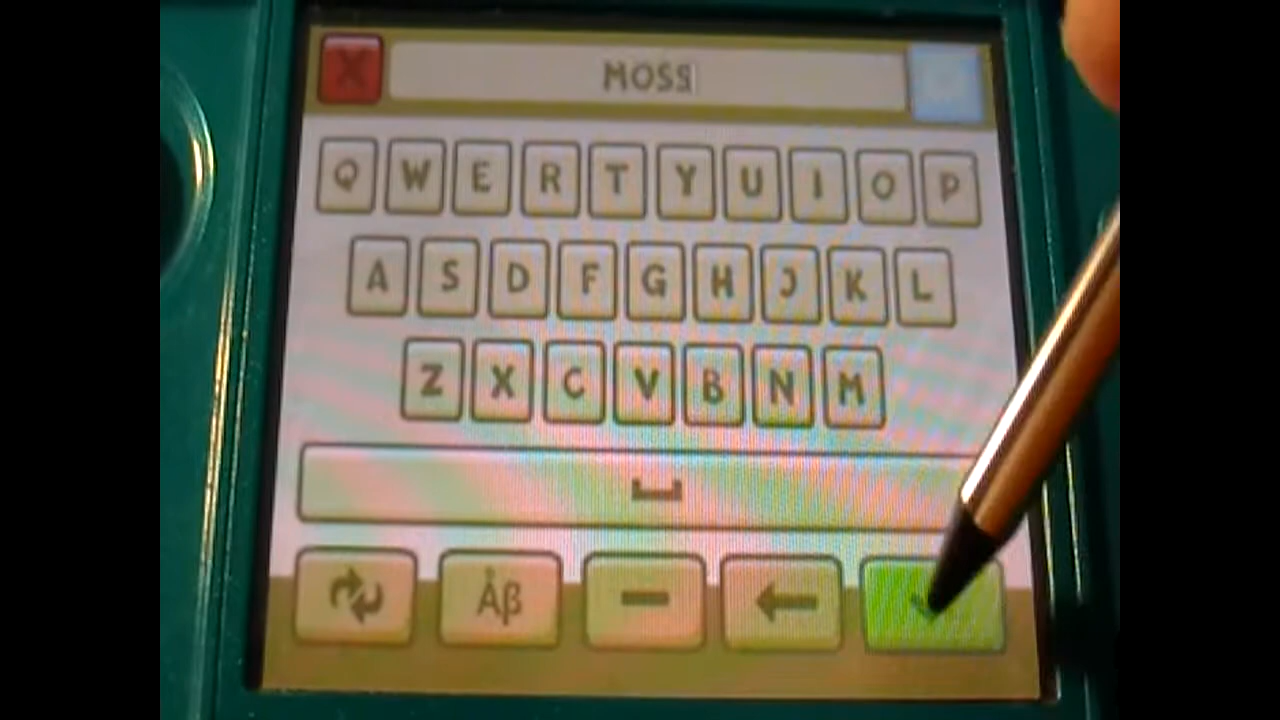 X
MOSS
Q W E R T Y U I O P
A S D F G H J K L
Z X C V B N M
Åβ